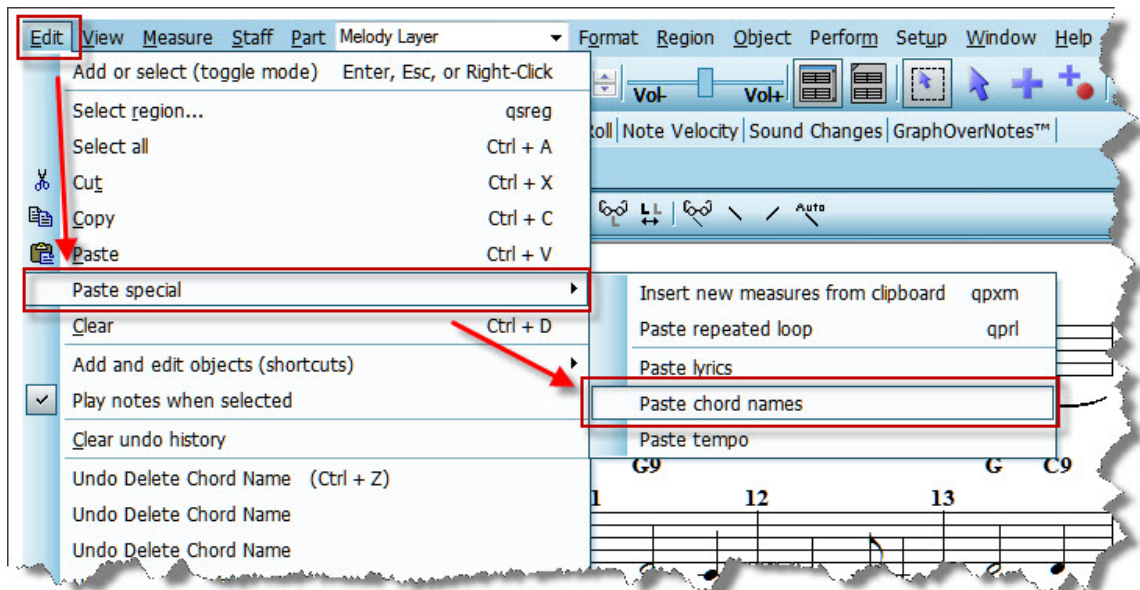 Edit View Measure Staff Part Melody Layer Format Region Object Perform Setup Window Help
Add or select (toggle mode) Enter, Esc, or Right-Click
Vol- Vol+
Select region... qsreg
Roll Note Velocity Sound Changes GraphOverNotes™
Select all Ctrl + A
Cut Ctrl + X
Copy Ctrl + C
L L L Auto
Paste Ctrl + V
Paste special
Insert new measures from clipboard qpxm
Clear Ctrl + D
Paste repeated loop qprl
Add and edit objects (shortcuts)
Paste lyrics
Play notes when selected
Paste chord names
Clear undo history
Paste tempo
G9 G C9
Undo Delete Chord Name (Ctrl + Z)
1 12 13
Undo Delete Chord Name
Undo Delete Chord Name